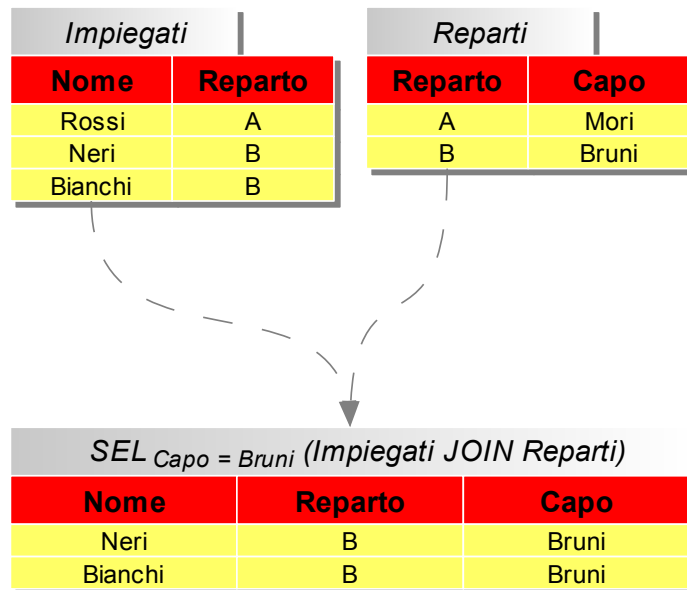 Impiegati
Nome Reparto
Rossi A
Neri B
Bianchi B
Reparti
Reparto Capo
A Mori
B Bruni
SEL Capo = Bruni (Impiegati JOIN Reparti)
Nome Reparto Capo
Neri B Bruni
Bianchi B Bruni